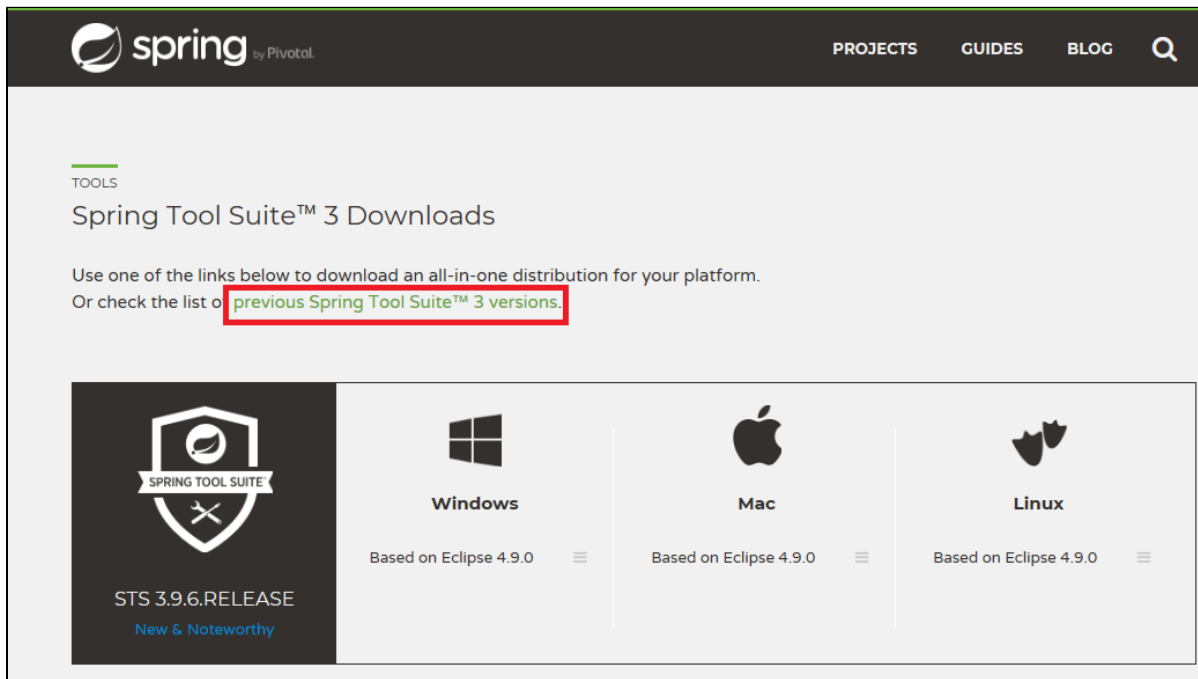 spring by Pivotal.
PROJECTS GUIDES BLOG
TOOLS
Spring Tool Suite™ 3 Downloads
Use one of the links below to download an all-in-one distribution for your platform.
Or check the list o previous Spring Tool Suite™ 3 versions.
SPRING TOOL SUITE
STS 3.9.6.RELEASE
New & Noteworthy
Windows
Based on Eclipse 4.9.0
Mac
Based on Eclipse 4.9.0
Linux
Based on Eclipse 4.9.0